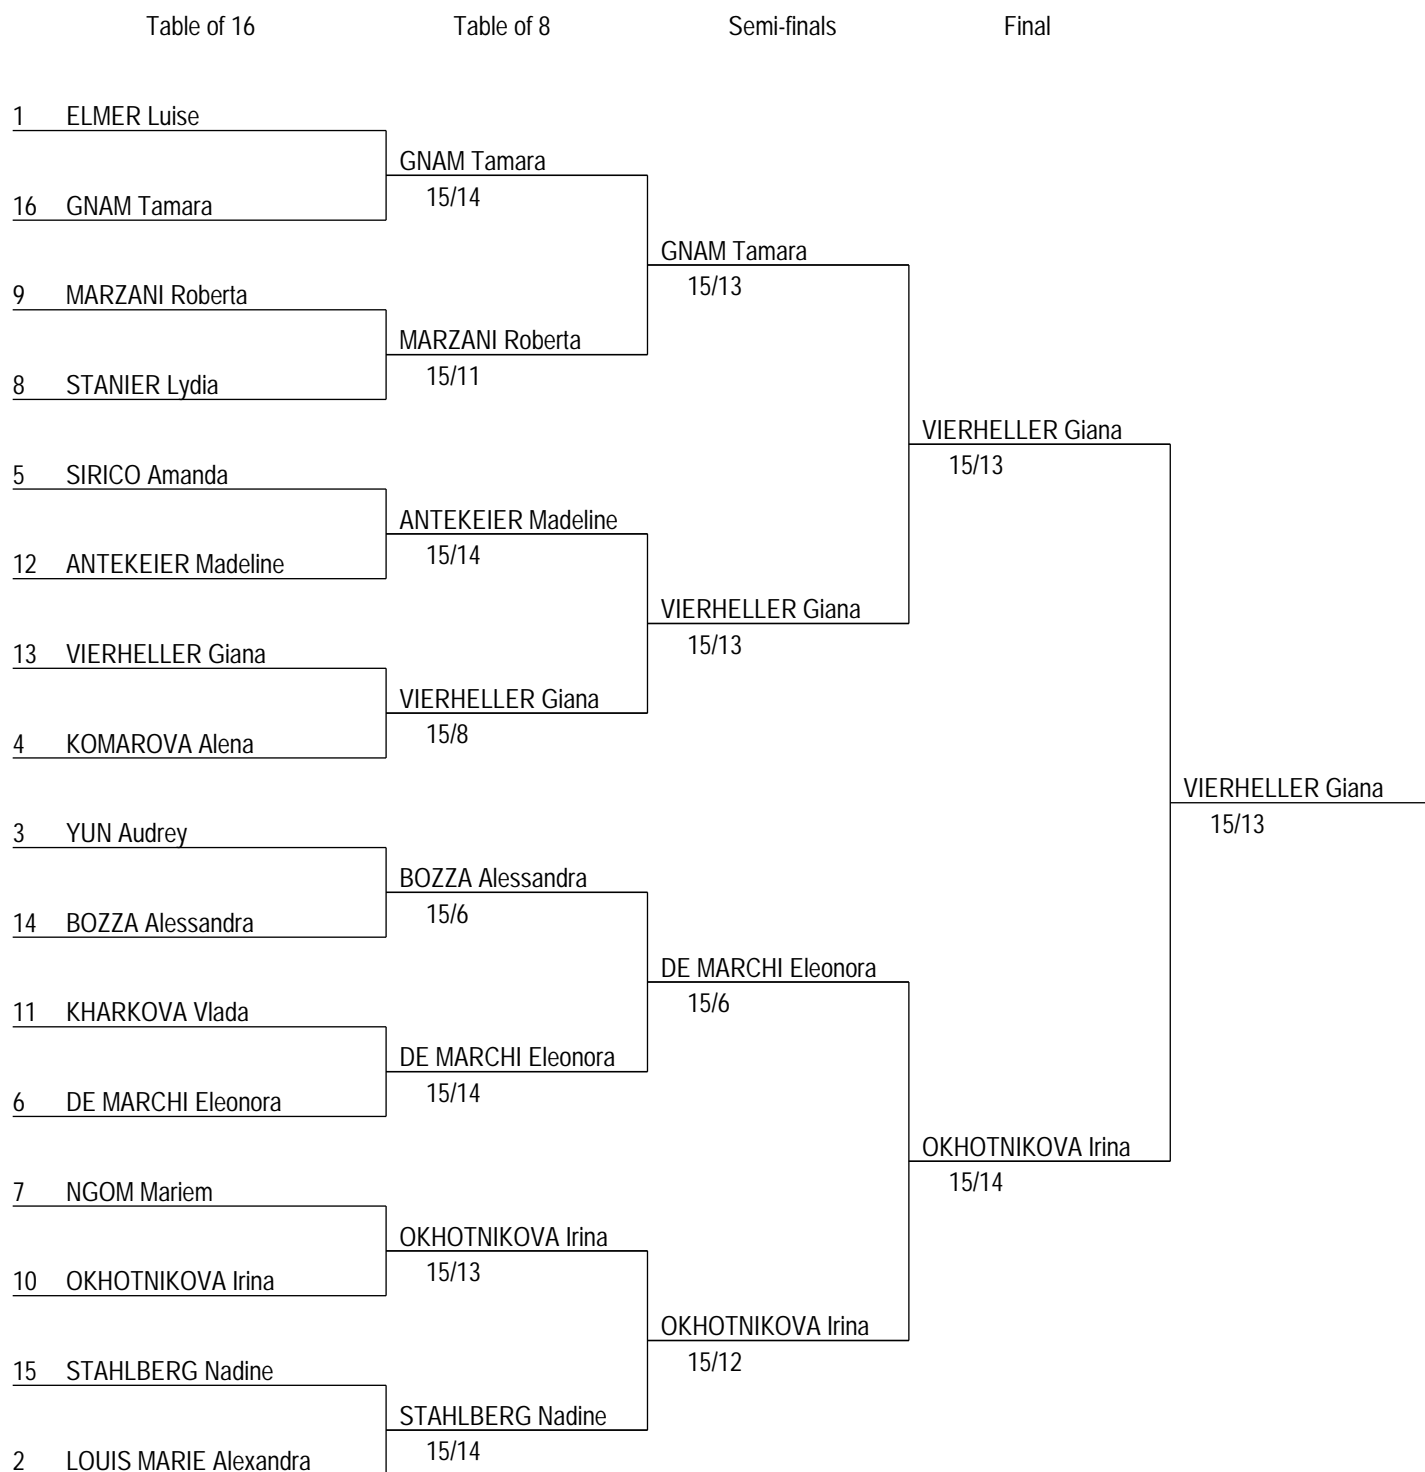 Table of 16 Table of 8 Semi-finals Final
1 ELMER Luise
GNAM Tamara
15/14
16 GNAM Tamara
GNAM Tamara
15/13
9 MARZANI Roberta
MARZANI Roberta
15/11
8 STANIER Lydia
VIERHELLER Giana
15/13
5 SIRICO Amanda
ANTEKEIER Madeline
15/14
12 ANTEKEIER Madeline
VIERHELLER Giana
15/13
13 VIERHELLER Giana
VIERHELLER Giana
15/8
4 KOMAROVA Alena
VIERHELLER Giana
15/13
3 YUN Audrey
BOZZA Alessandra
15/6
14 BOZZA Alessandra
DE MARCHI Eleonora
15/6
11 KHARKOVA Vlada
DE MARCHI Eleonora
15/14
6 DE MARCHI Eleonora
OKHOTNIKOVA Irina
15/14
7 NGOM Mariem
OKHOTNIKOVA Irina
15/13
10 OKHOTNIKOVA Irina
OKHOTNIKOVA Irina
15/12
15 STAHLBERG Nadine
STAHLBERG Nadine
15/14
2 LOUIS MARIE Alexandra